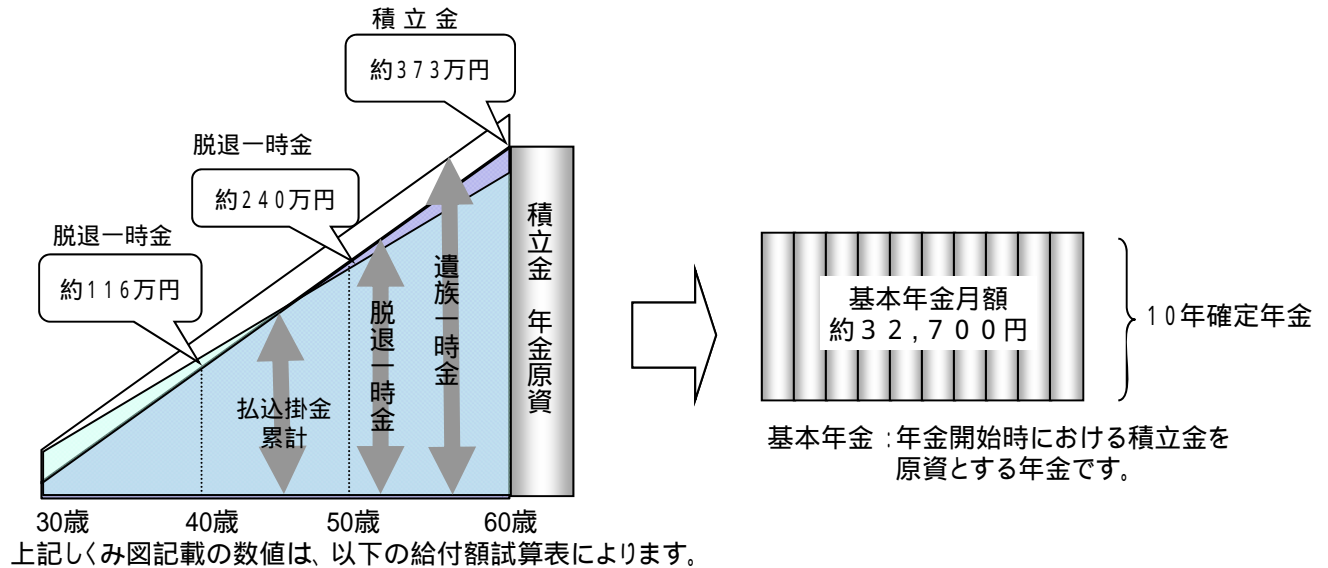 積立金
約373万円
脱退一時金
約240万円
脱退一時金
約116万円
払込掛金
累計
脱退一時金
遺族一時金
積立金 年金原資
30歳 40歳 50歳 60歳
基本年金月額
約32,700円
10年確定年金
基本年金:年金開始時における積立金を
原資とする年金です。
上記しくみ図記載の数値は、以下の給付額試算表によります。